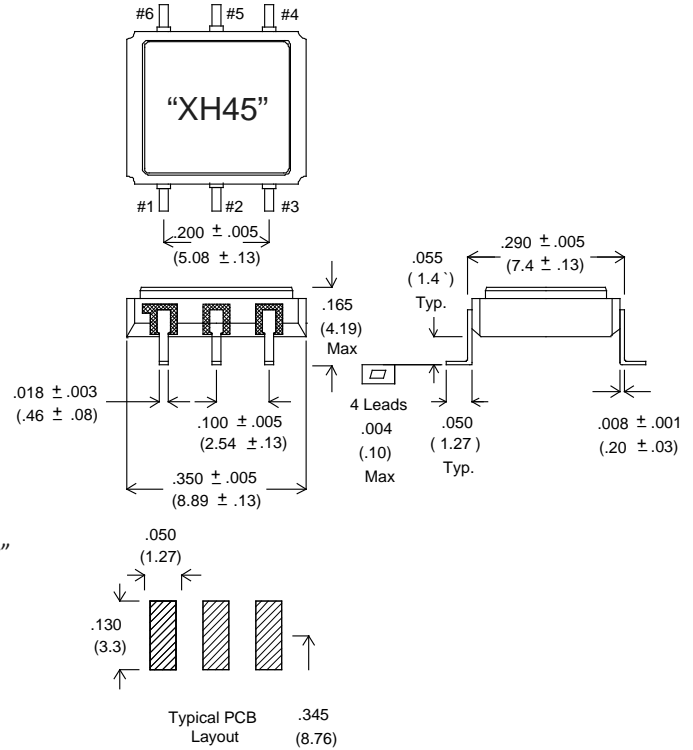 #6 #5 #4
“XH45”
#1 #2 #3
.200 ± .005
(5.08 ± .13)
.055
( 1.4 `)
Typ.
.290 ± .005
(7.4 ± .13)
.165
(4.19)
Max
.018 ± .003
(.46 ± .08)
.100 ± .005
(2.54 ± .13)
4 Leads
.004
(.10)
Max
.050
( 1.27 )
Typ.
.008 ± .001
(.20 ± .03)
.350 ± .005
(8.89 ± .13)
”
.050
(1.27)
.130
(3.3)
Typical PCB
Layout
.345
(8.76)